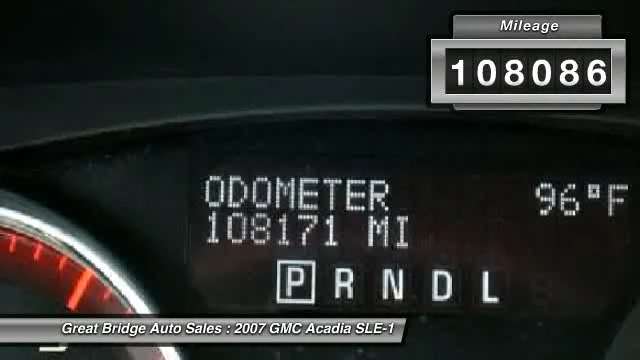 Mileage
108086
ODOMETER 96°F
108171 MI
P R N D L
Great Bridge Auto Sales : 2007 GMC Acadia SLE-1